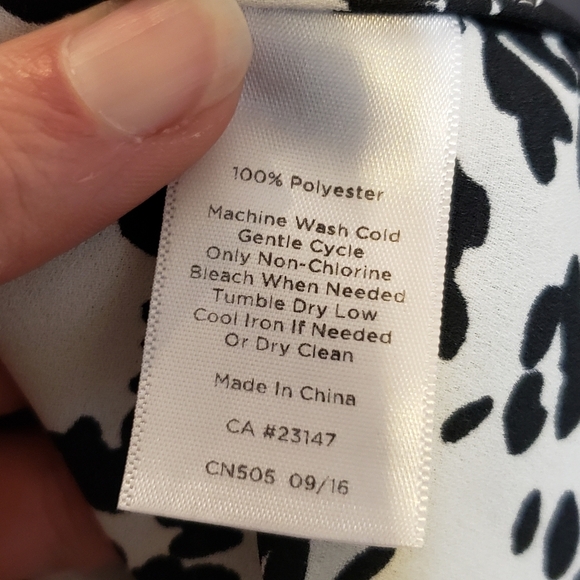 100% Polyester
Machine Wash Cold
Gentle Cycle
Only Non-Chlorine
Bleach When Needed
Tumble Dry Low
Cool Iron If Needed
Or Dry Clean
Made In China
CA #23147
CN505 09/16